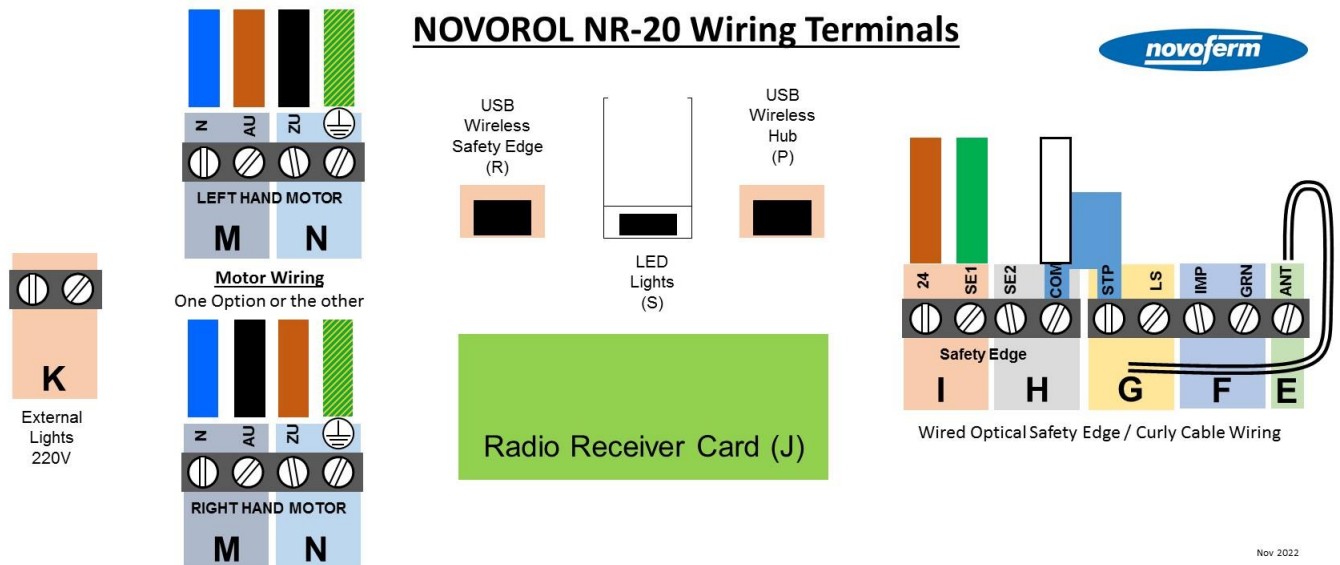 NOVOROL NR-20 Wiring Terminals
novoferm
N AU ZU
LEFT HAND MOTOR
M N
Motor Wiring
One Option or the other
N AU ZU
RIGHT HAND MOTOR
M N
K
External
Lights
220V
USB
Wireless
Safety Edge
(R)
LED
Lights
(S)
USB
Wireless
Hub
(P)
Radio Receiver Card (J)
24 SE1 SE2 COM STP LS IMP GRN ANT
Safety Edge
I H G F E
Wired Optical Safety Edge / Curly Cable Wiring
Nov 2022